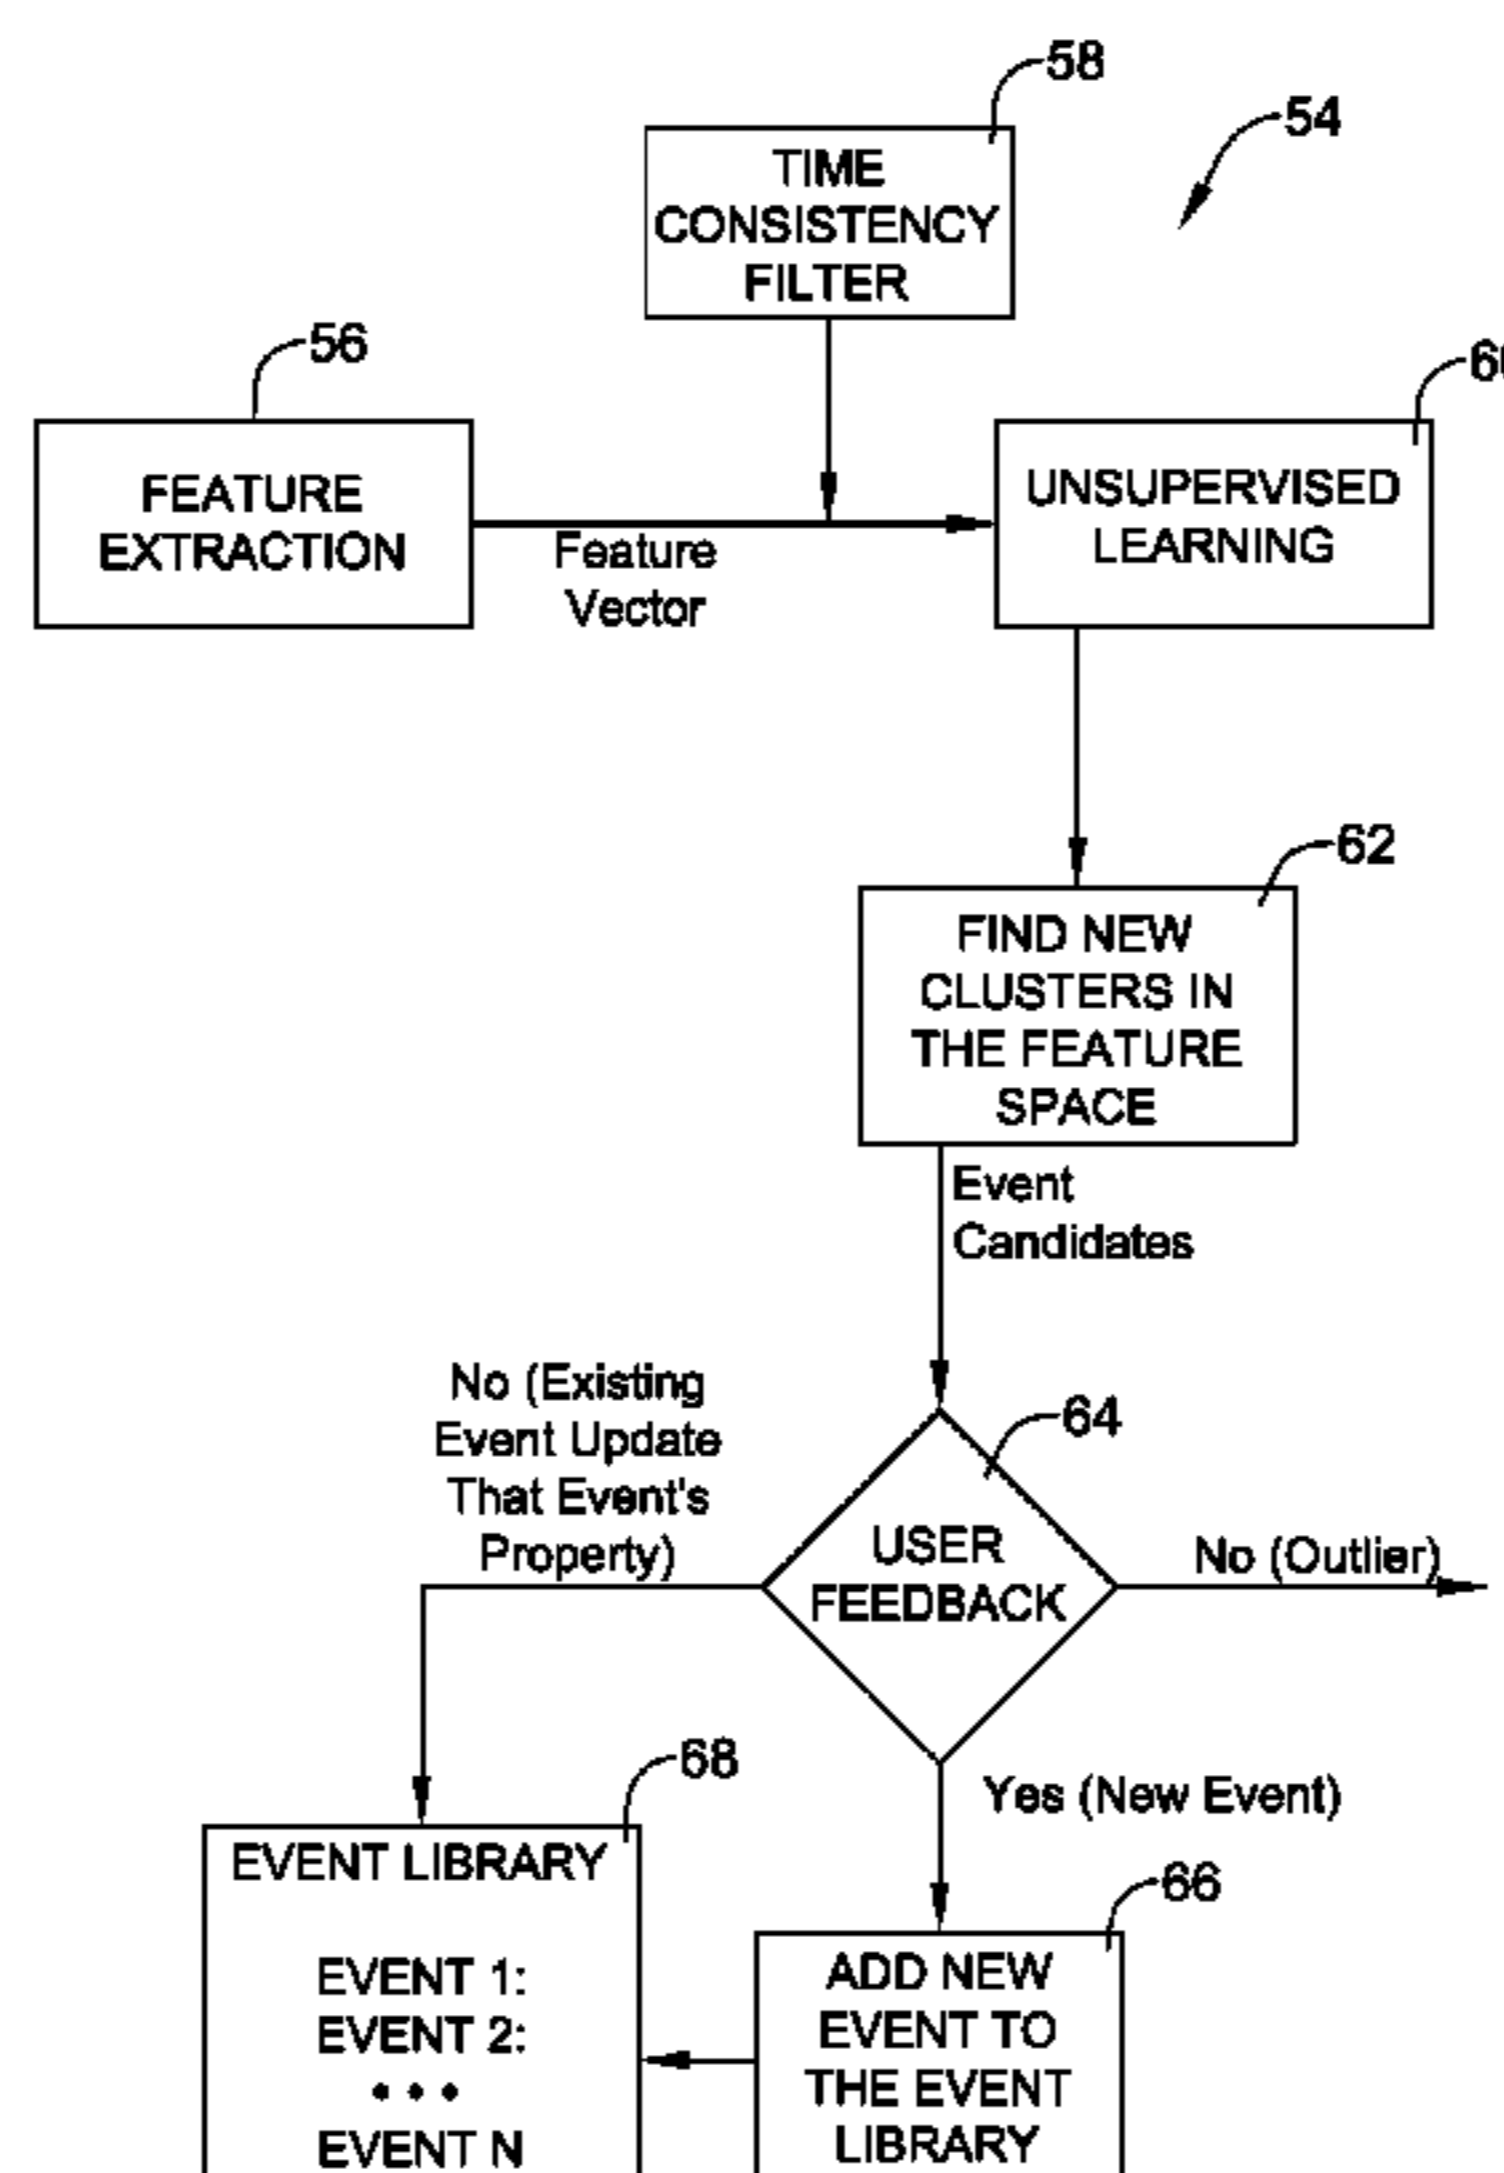 58
54
TIME
CONSISTENCY
FILTER
56
FEATURE
EXTRACTION
Feature
Vector
UNSUPERVISED
LEARNING
62
FIND NEW
CLUSTERS IN
THE FEATURE
SPACE
Event
Candidates
No (Existing
Event Update
That Event's
Property)
64
USER
FEEDBACK
No (Outlier)
68
Yes (New Event)
EVENT LIBRARY
EVENT 1:
EVENT 2:
• • •
EVENT N
66
ADD NEW
EVENT TO
THE EVENT
LIBRARY